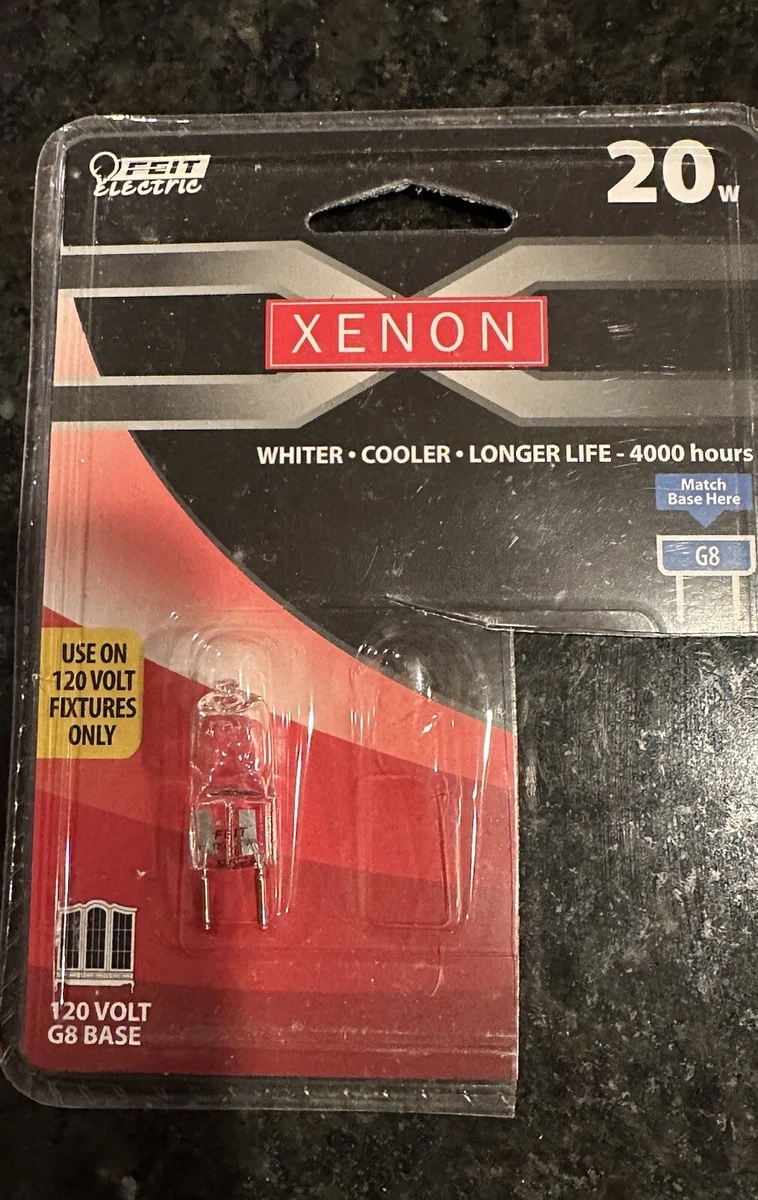 FEIT
ELECTRIC
20W
XENON
WHITER • COOLER • LONGER LIFE - 4000 hours
Match
Base Here
G8
USE ON
120 VOLT
FIXTURES
ONLY
FEIT
120 VOLT
G8 BASE